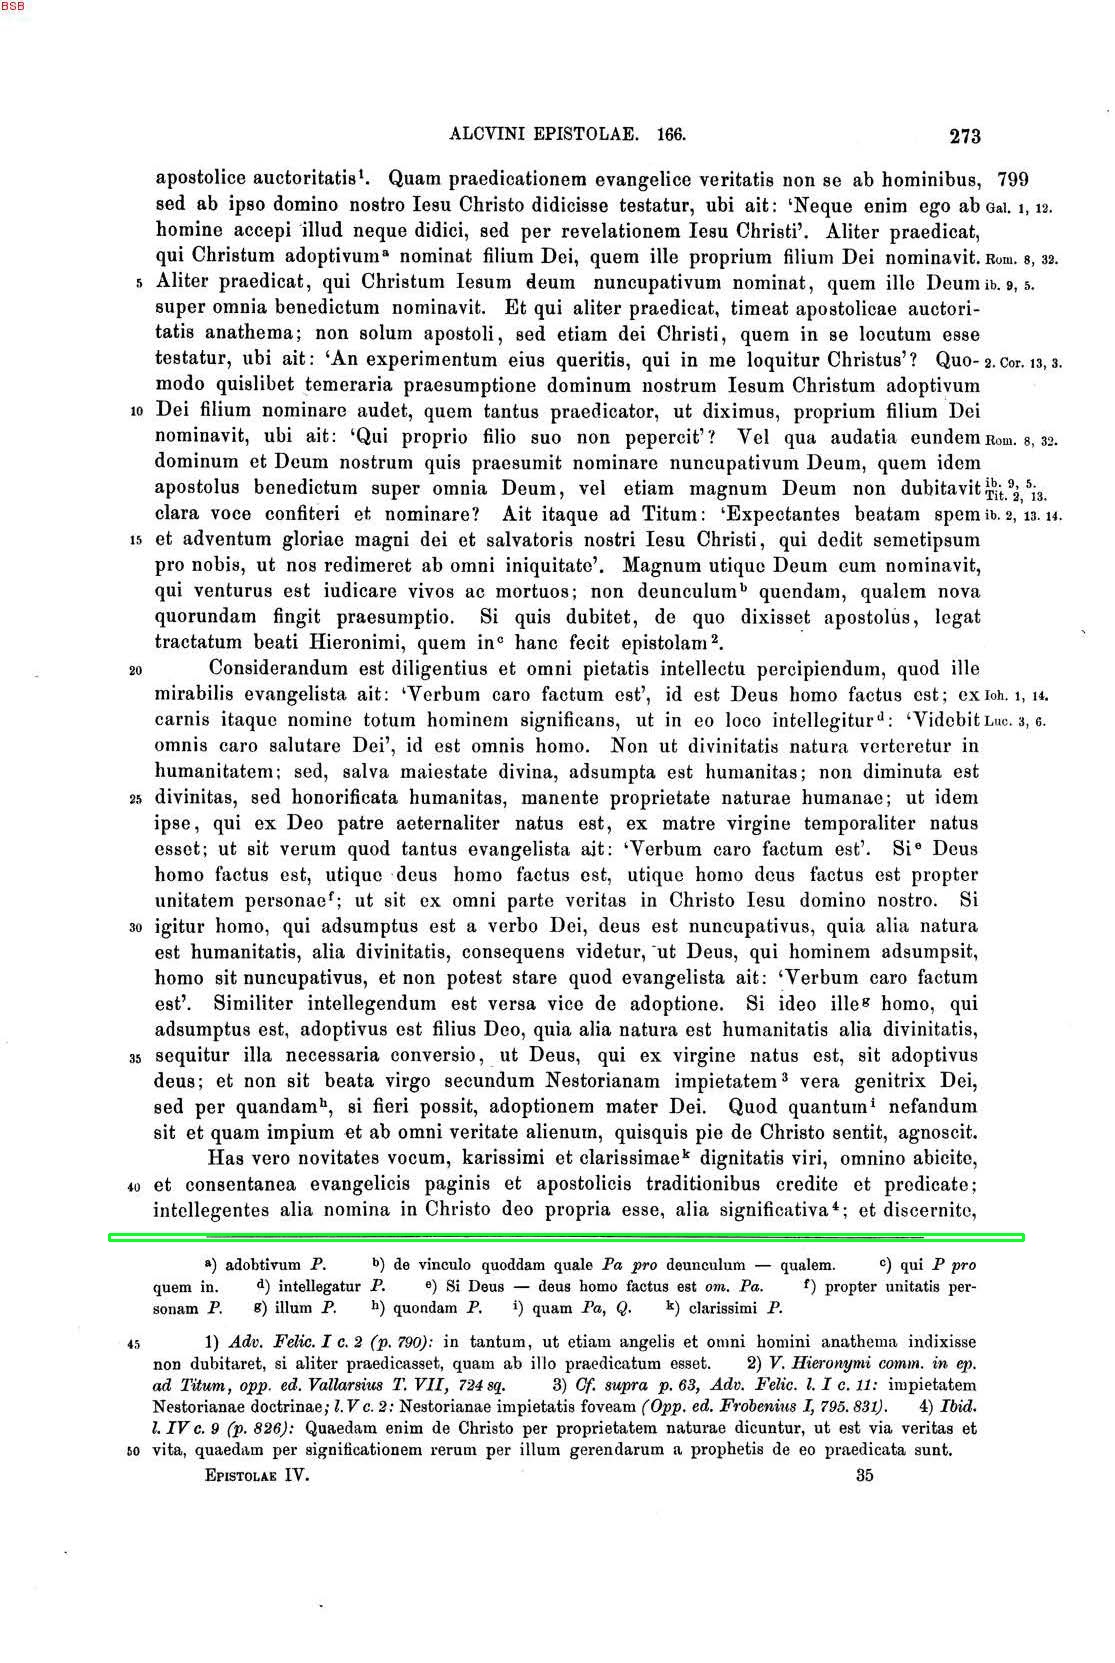 BSB
ALCVINI EPISTOLAE. 166. 273
apostolice auctoritatis¹. Quam praedicationem evangelice veritatis non se ab hominibus, 799
sed ab ipso domino nostro Iesu Christo didicisse testatur, ubi ait: ‘Neque enim ego ab Gal. 1, 12.
homine accepi illud neque didici, sed per revelationem Iesu Christi’. Aliter praedicat,
qui Christum adoptivumᵃ nominat filium Dei, quem ille proprium filium Dei nominavit. Rom. 8, 32.
5 Aliter praedicat, qui Christum Iesum deum nuncupativum nominat, quem ille Deum ib. 9, 5.
super omnia benedictum nominavit. Et qui aliter praedicat, timeat apostolicae auctori-
tatis anathema; non solum apostoli, sed etiam dei Christi, quem in se locutum esse
testatur, ubi ait: ‘An experimentum eius queritis, qui in me loquitur Christus’? Quo- 2. Cor. 13, 3.
modo quislibet temeraria praesumptione dominum nostrum Iesum Christum adoptivum
10 Dei filium nominare audet, quem tantus praedicator, ut diximus, proprium filium Dei
nominavit, ubi ait: ‘Qui proprio filio suo non pepercit’? Vel qua audatia eundem Rom. 8, 32.
dominum et Deum nostrum quis praesumit nominare nuncupativum Deum, quem idem
apostolus benedictum super omnia Deum, vel etiam magnum Deum non dubitavit ib. 9, 5. Tit. 2, 13.
clara voce confiteri et nominare? Ait itaque ad Titum: ‘Expectantes beatam spem ib. 2, 13. 14.
15 et adventum gloriae magni dei et salvatoris nostri Iesu Christi, qui dedit semetipsum
pro nobis, ut nos redimeret ab omni iniquitate’. Magnum utique Deum eum nominavit,
qui venturus est iudicare vivos ac mortuos; non deunculumᵇ quendam, qualem nova
quorundam fingit praesumptio. Si quis dubitet, de quo dixisset apostolus, legat
tractatum beati Hieronimi, quem inᶜ hanc fecit epistolam².
20 Considerandum est diligentius et omni pietatis intellectu percipiendum, quod ille
mirabilis evangelista ait: ‘Verbum caro factum est’, id est Deus homo factus est; ex Ioh. 1, 14.
carnis itaque nomine totum hominem significans, ut in eo loco intellegiturᵈ: ‘Videbit Luc. 3, 6.
omnis caro salutare Dei’, id est omnis homo. Non ut divinitatis natura verteretur in
humanitatem; sed, salva maiestate divina, adsumpta est humanitas; non diminuta est
25 divinitas, sed honorificata humanitas, manente proprietate naturae humanae; ut idem
ipse, qui ex Deo patre aeternaliter natus est, ex matre virgine temporaliter natus
esset; ut sit verum quod tantus evangelista ait: ‘Verbum caro factum est’. Siᵉ Deus
homo factus est, utique deus homo factus est, utique homo deus factus est propter
unitatem personaeᶠ; ut sit ex omni parte veritas in Christo Iesu domino nostro. Si
30 igitur homo, qui adsumptus est a verbo Dei, deus est nuncupativus, quia alia natura
est humanitatis, alia divinitatis, consequens videtur, ut Deus, qui hominem adsumpsit,
homo sit nuncupativus, et non potest stare quod evangelista ait: ‘Verbum caro factum
est’. Similiter intellegendum est versa vice de adoptione. Si ideo illeᵍ homo, qui
adsumptus est, adoptivus est filius Deo, quia alia natura est humanitatis alia divinitatis,
35 sequitur illa necessaria conversio, ut Deus, qui ex virgine natus est, sit adoptivus
deus; et non sit beata virgo secundum Nestorianam impietatem³ vera genitrix Dei,
sed per quandamʰ, si fieri possit, adoptionem mater Dei. Quod quantumⁱ nefandum
sit et quam impium et ab omni veritate alienum, quisquis pie de Christo sentit, agnoscit.
Has vero novitates vocum, karissimi et clarissimaeᵏ dignitatis viri, omnino abicite,
40 et consentanea evangelicis paginis et apostolicis traditionibus credite et predicate;
intellegentes alia nomina in Christo deo propria esse, alia significativa⁴; et discernite,
a) adobtivum P. b) de vinculo quoddam quale Pa pro deunculum — qualem. c) qui P pro
quem in. d) intellegatur P. e) Si Deus — deus homo factus est om. Pa. f) propter unitatis per-
sonam P. g) illum P. h) quondam P. i) quam Pa, Q. k) clarissimi P.
45 1) Adv. Felic. I c. 2 (p. 790): in tantum, ut etiam angelis et omni homini anathema indixisse
non dubitaret, si aliter praedicasset, quam ab illo praedicatum esset. 2) V. Hieronymi comm. in ep.
ad Titum, opp. ed. Vallarsius T. VII, 724 sq. 3) Cf. supra p. 63, Adv. Felic. l. I c. 11: impietatem
Nestorianae doctrinae; l. V c. 2: Nestorianae impietatis foveam (Opp. ed. Frobenius I, 795. 831). 4) Ibid.
l. IV c. 9 (p. 826): Quaedam enim de Christo per proprietatem naturae dicuntur, ut est via veritas et
50 vita, quaedam per significationem rerum per illum gerendarum a prophetis de eo praedicata sunt.
EPISTOLAE IV. 35